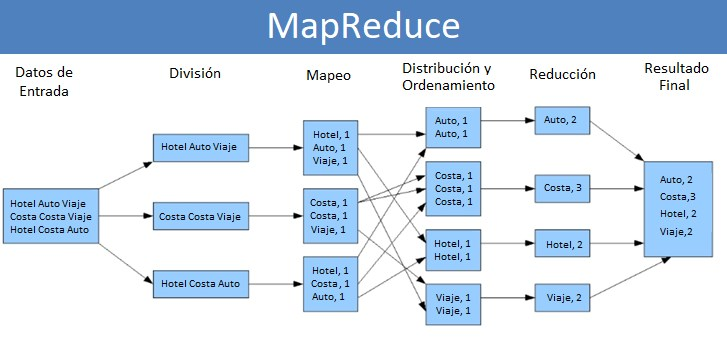 MapReduce
Datos de
Entrada
División
Mapeo
Distribución y
Ordenamiento
Reducción
Resultado
Final
Hotel Auto Viaje
Costa Costa Viaje
Hotel Costa Auto
Hotel Auto Viaje
Costa Costa Viaje
Hotel Costa Auto
Hotel, 1
Auto, 1
Viaje, 1
Costa, 1
Costa, 1
Viaje, 1
Hotel, 1
Costa, 1
Auto, 1
Auto, 1
Auto, 1
Costa, 1
Costa, 1
Costa, 1
Hotel, 1
Hotel, 1
Viaje, 1
Viaje, 1
Auto, 2
Costa, 3
Hotel, 2
Viaje, 2
Auto, 2
Costa,3
Hotel, 2
Viaje,2